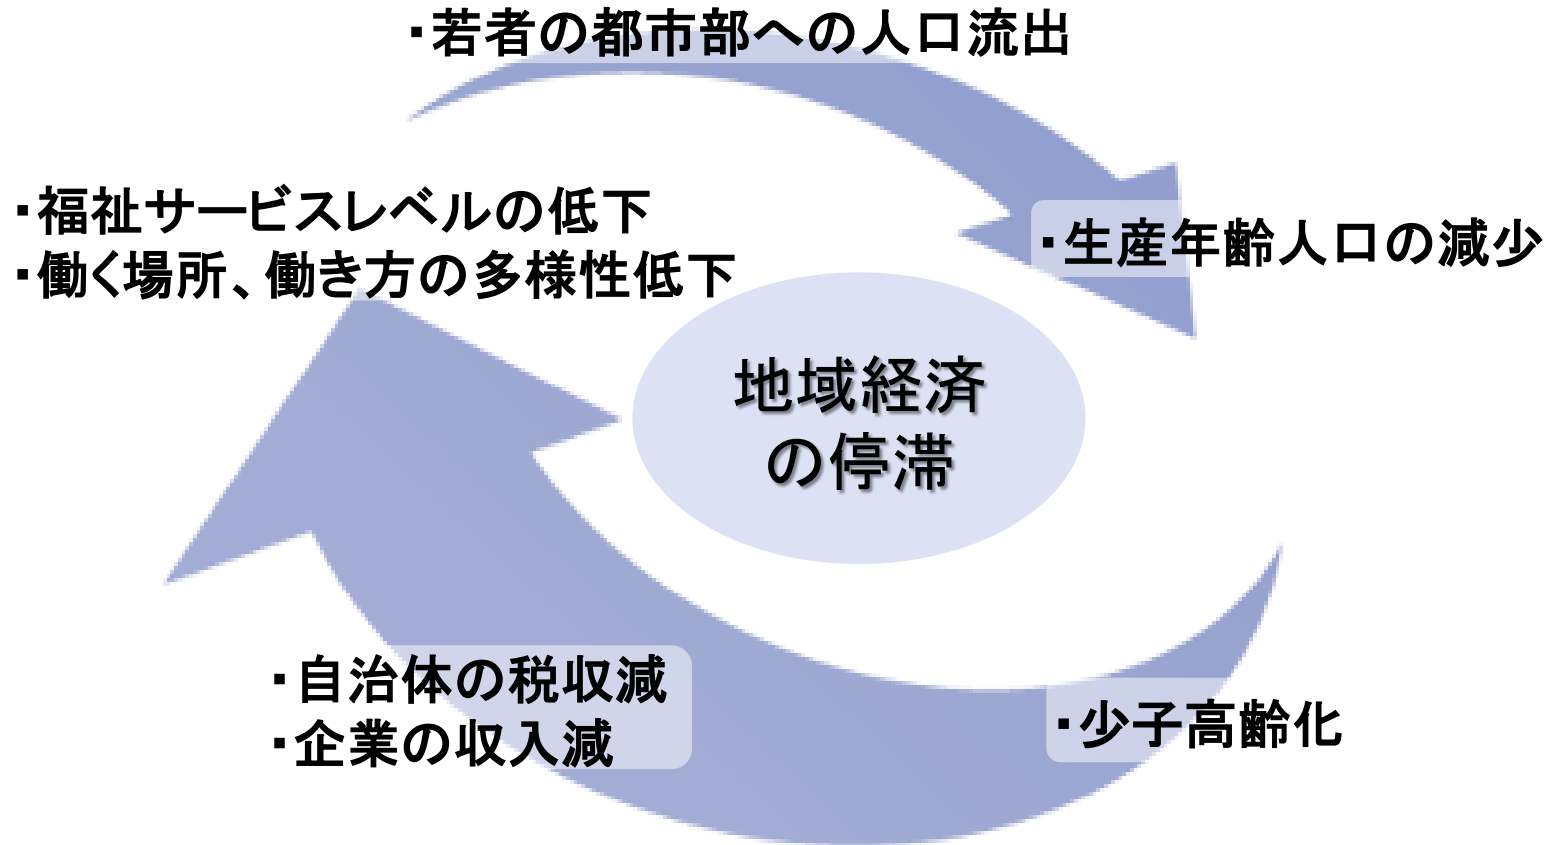 ・若者の都市部への人口流出
・福祉サービスレベルの低下
・働く場所、働き方の多様性低下
・生産年齢人口の減少
地域経済
の停滞
・自治体の税収減
・企業の収入減
・少子高齢化